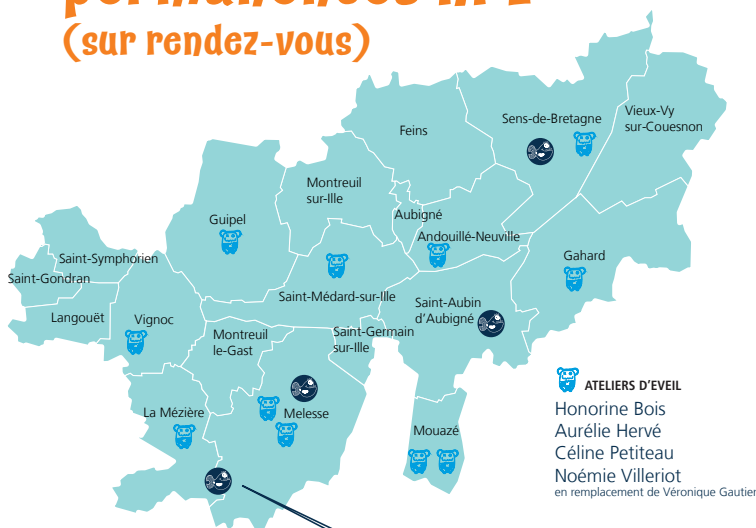 (sur rendez-vous)
Vieux-Vy
sur-Couesnon
Sens-de-Bretagne
Feins
Montreuil
sur-Ille
Guipel
Aubigné
Andouillé-Neuville
Gahard
Saint-Symphorien
Saint-Gondran
Saint-Médard-sur-Ille
Saint-Aubin
d'Aubigné
Langouët
Vignoc
Montreuil
le-Gast
Saint-Germain
sur-Ille
La Mézière
Melesse
Mouazé
ATELIERS D'EVEIL
Honorine Bois
Aurélie Hervé
Céline Petiteau
Noémie Villeriot
en remplacement de Véronique Gautier